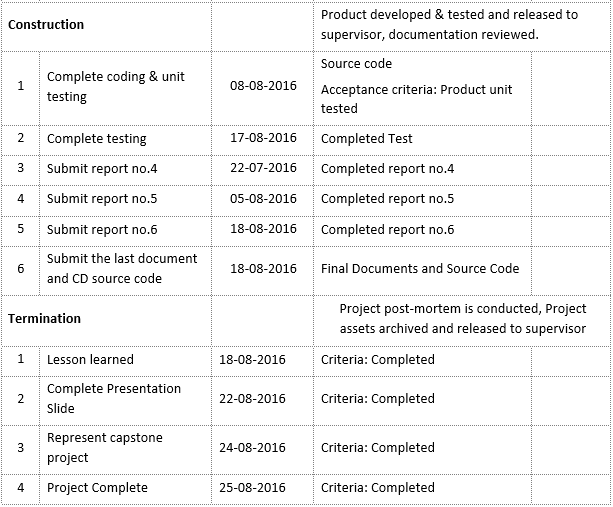 Construction
Product developed & tested and released to
supervisor, documentation reviewed.
1
Complete coding & unit
testing
08-08-2016
Source code
Acceptance criteria: Product unit
tested
2
Complete testing
17-08-2016
Completed Test
3
Submit report no.4
22-07-2016
Completed report no.4
4
Submit report no.5
05-08-2016
Completed report no.5
5
Submit report no.6
18-08-2016
Completed report no.6
6
Submit the last document
and CD source code
18-08-2016
Final Documents and Source Code
Termination
Project post-mortem is conducted, Project
assets archived and released to supervisor
1
Lesson learned
18-08-2016
Criteria: Completed
2
Complete Presentation
Slide
22-08-2016
Criteria: Completed
3
Represent capstone
project
24-08-2016
Criteria: Completed
4
Project Complete
25-08-2016
Criteria: Completed